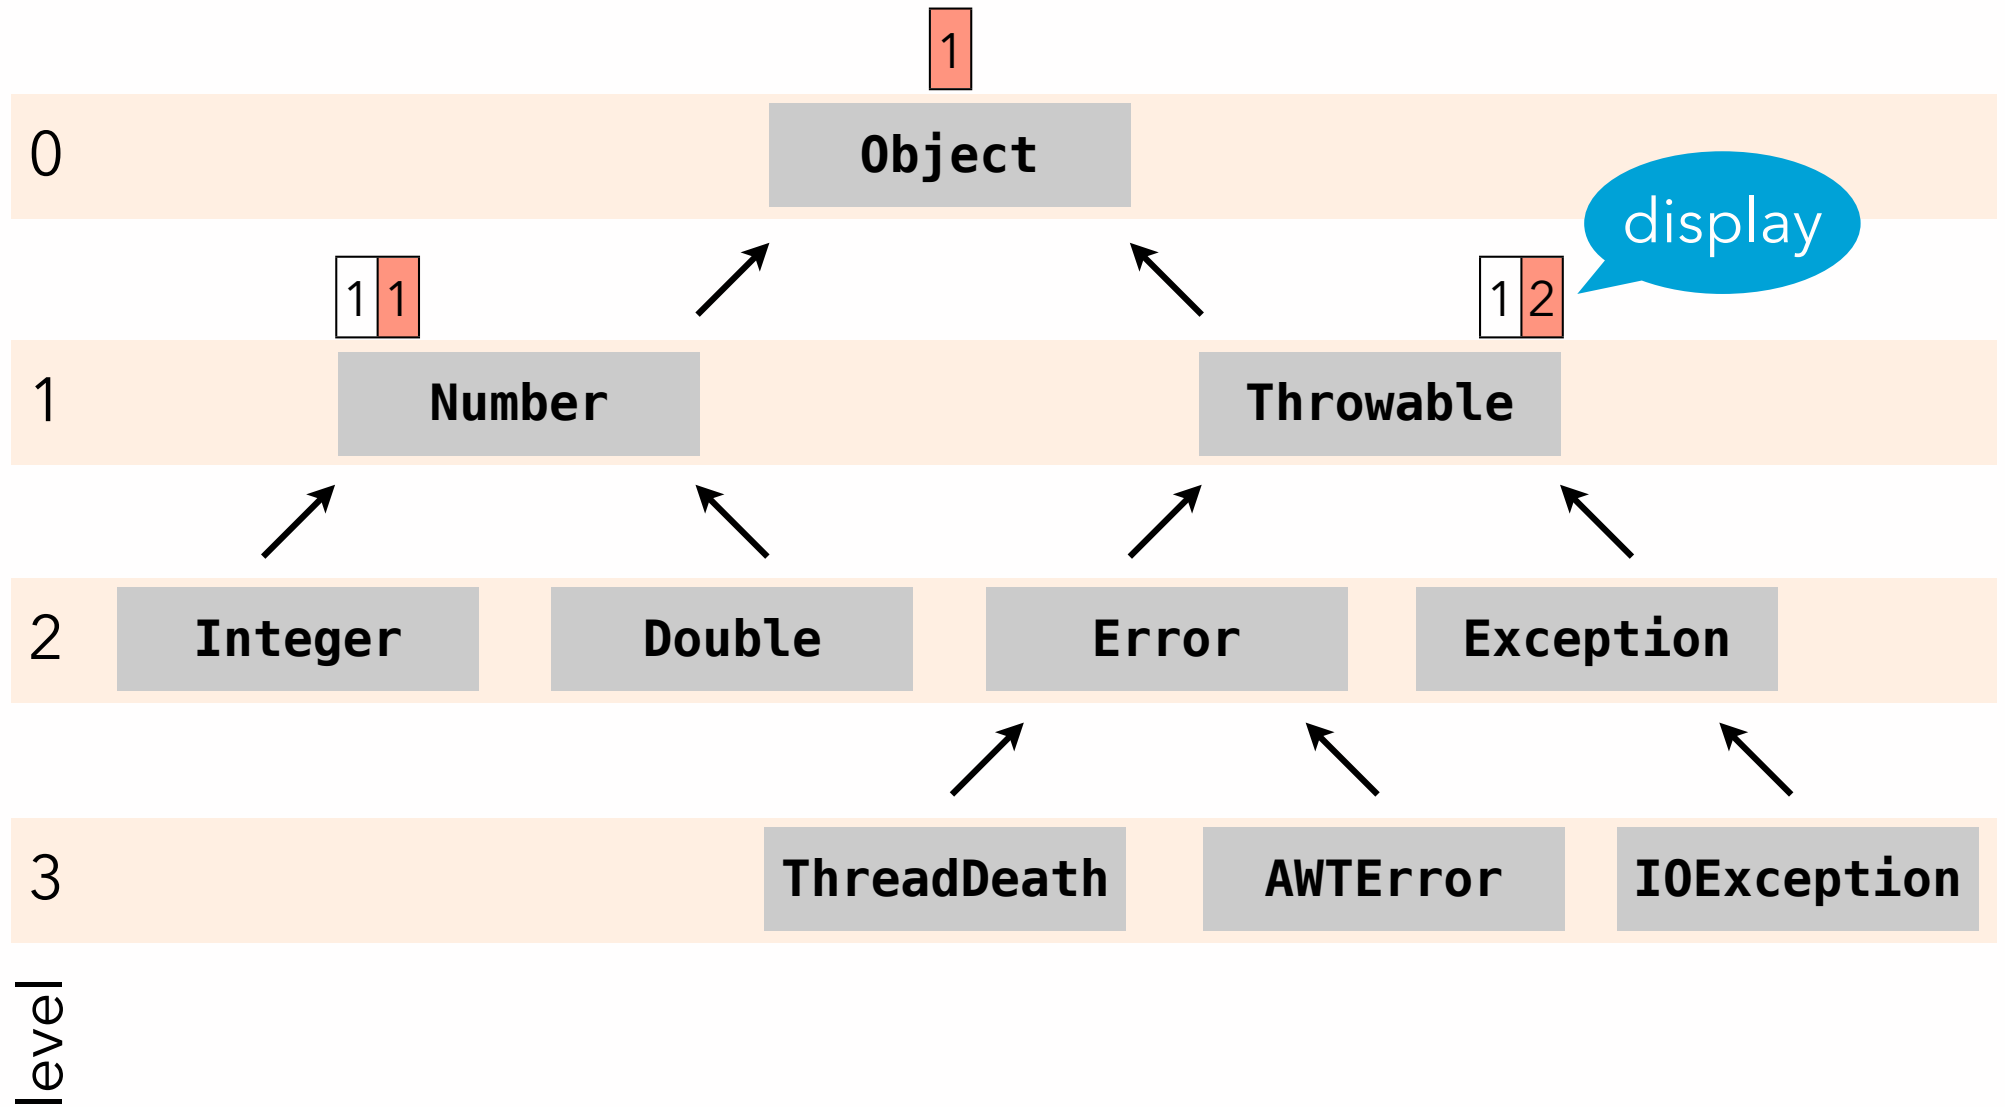 1
0
Object
display
1 1
1 2
1
Number
Throwable
2
Integer
Double
Error
Exception
3
ThreadDeath
AWTError
IOException
level